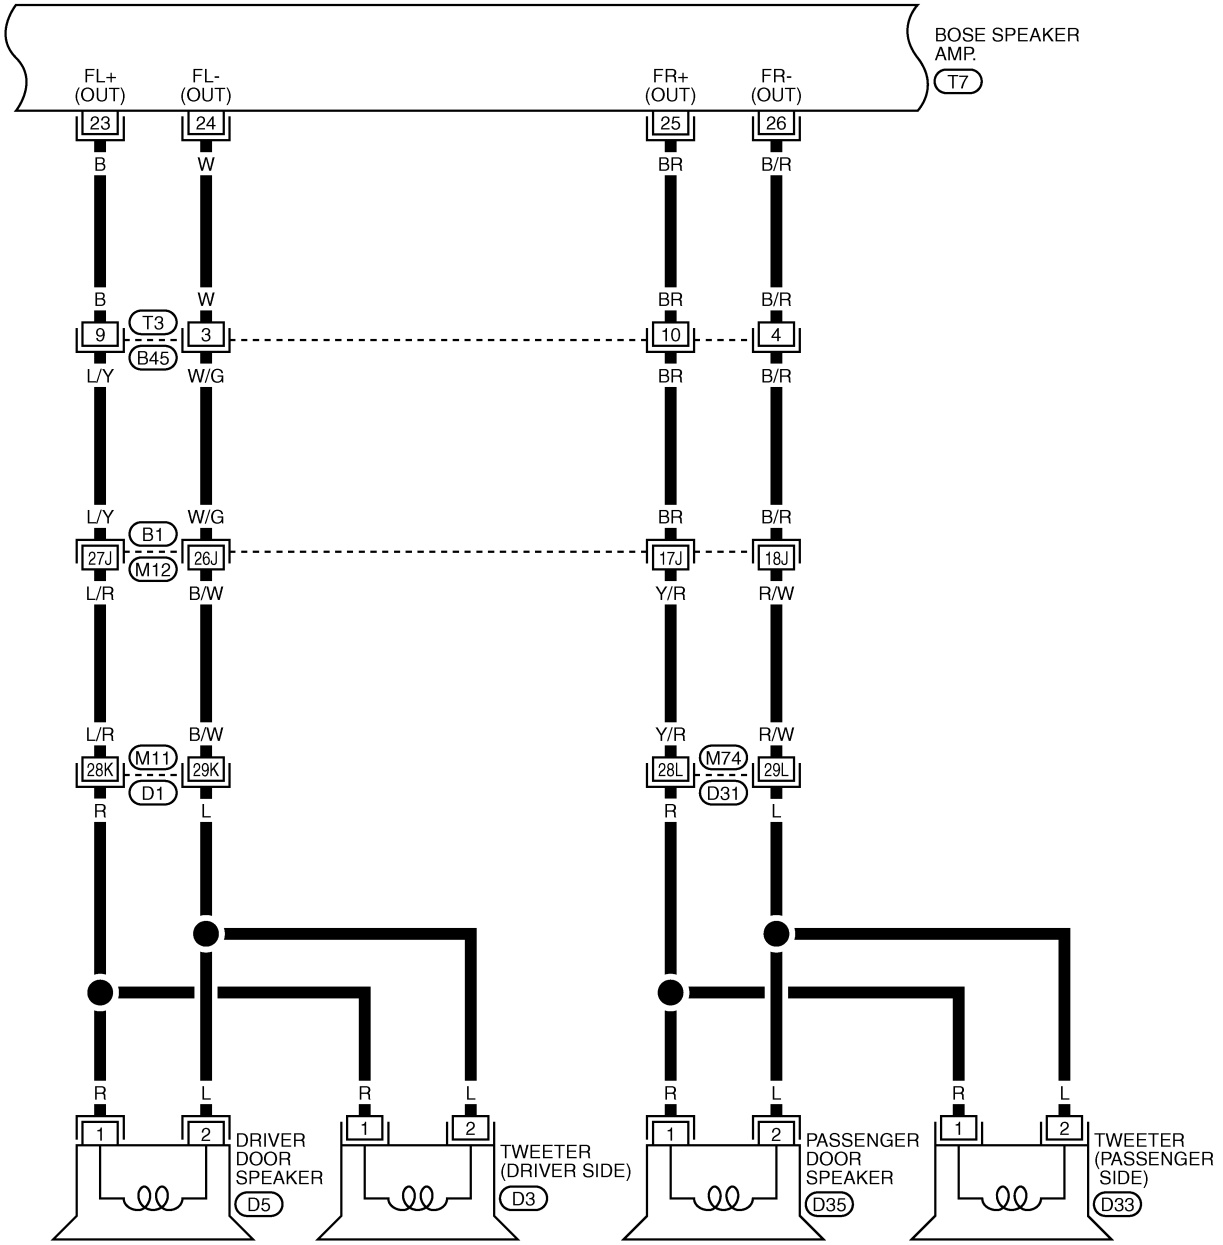 BOSE SPEAKER
AMP.
T7
FL+ FL- FR+ FR-
(OUT) (OUT) (OUT) (OUT)
23 24 25 26
B W BR B/R
B W BR B/R
T3
9 3 10 4
B45
L/Y W/G BR B/R
L/Y W/G BR B/R
B1
27J 26J 17J 18J
M12
L/R B/W Y/R R/W
L/R B/W Y/R R/W
M11 M74
28K 29K 28L 29L
D1 D31
R L R L
R L R L R L R L
1 2 1 2 1 2 1 2
DRIVER
DOOR
SPEAKER
D5
TWEETER
(DRIVER SIDE)
D3
PASSENGER
DOOR
SPEAKER
D35
TWEETER
(PASSENGER
SIDE)
D33